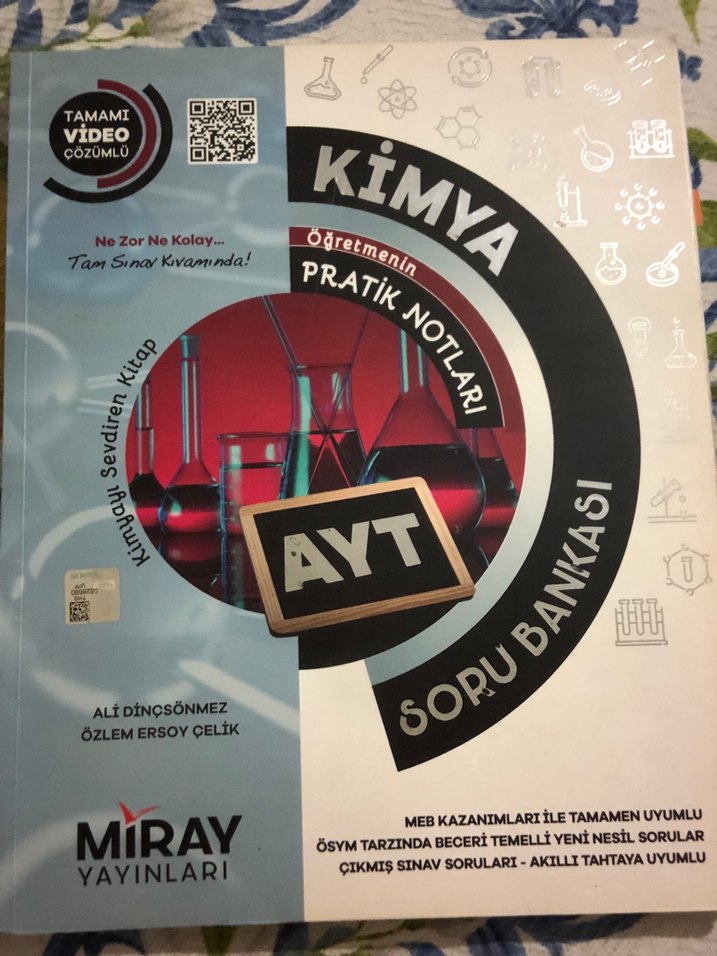 TAMAMI
VİDEO
ÇÖZÜMLÜ
KİMYA
Öğretmenin
PRATİK NOTLARI
Ne Zor Ne Kolay...
Tam Sınav Kıvamında!
Kimyayı Sevdiren Kitap
AYT
SORU BANKASI
ALİ DİNÇSÖNMEZ
ÖZLEM ERSOY ÇELİK
MİRAY
YAYINLARI
MEB KAZANIMLARI İLE TAMAMEN UYUMLU
ÖSYM TARZINDA BECERİ TEMELLİ YENİ NESİL SORULAR
ÇIKMIŞ SINAV SORULARI - AKILLI TAHTAYA UYUMLU